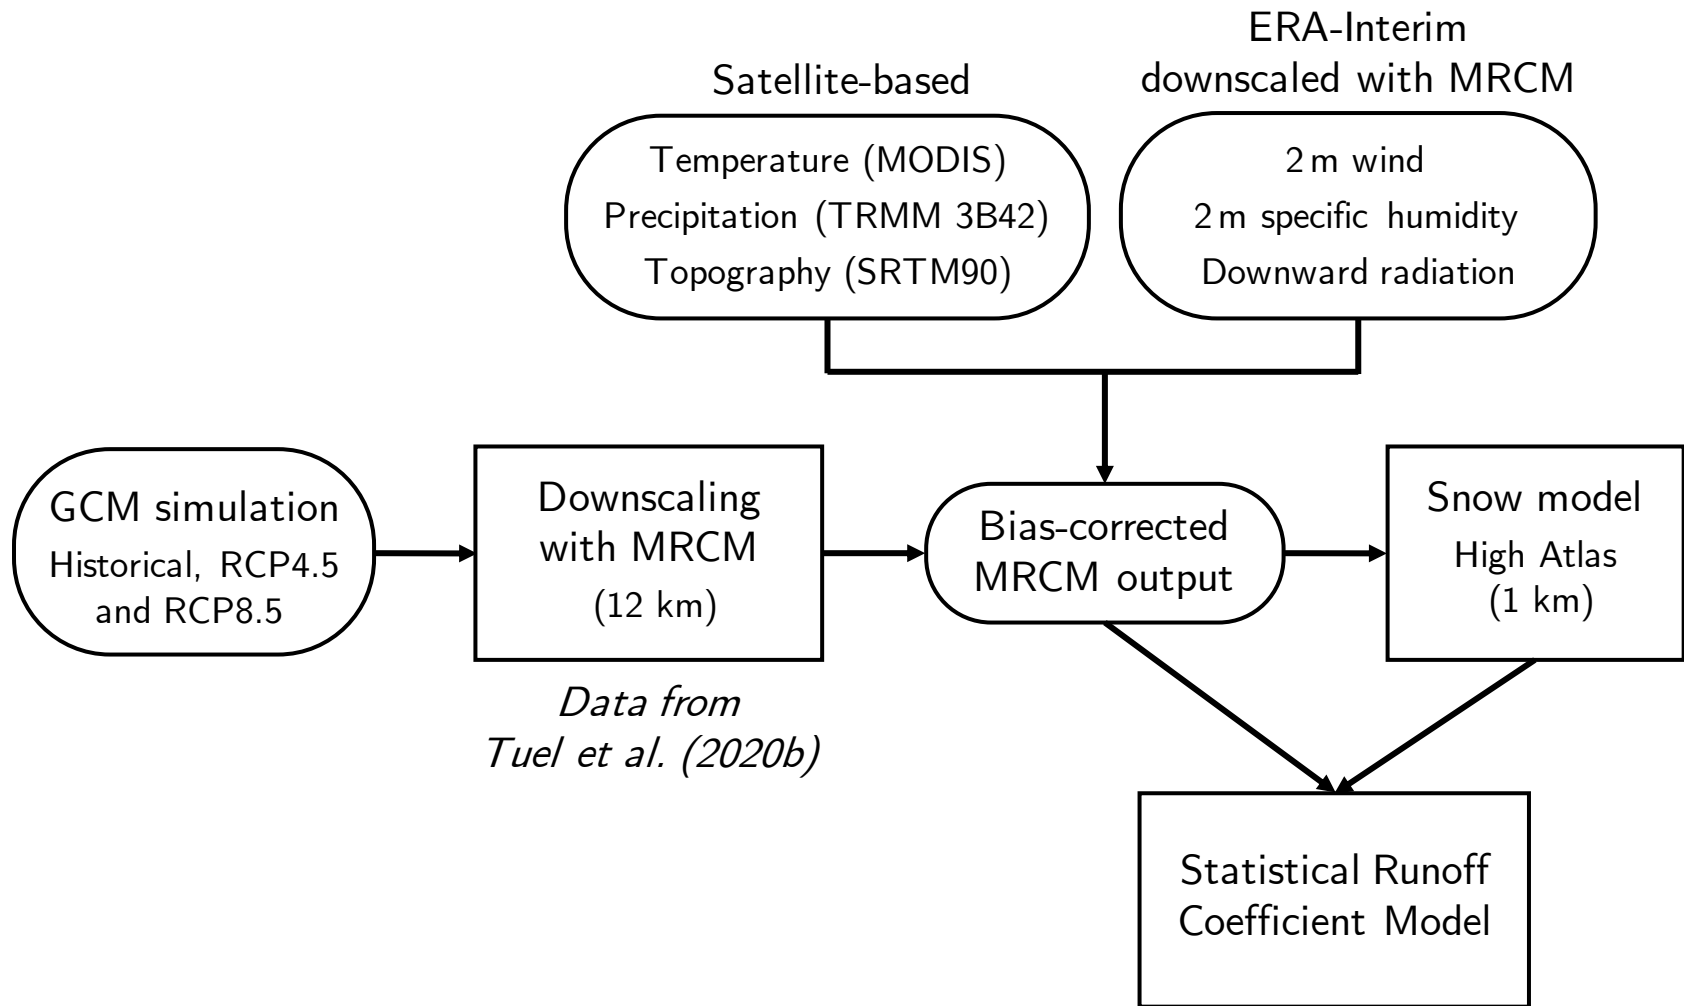 Satellite-based
Temperature (MODIS)
Precipitation (TRMM 3B42)
Topography (SRTM90)
ERA-Interim
downscaled with MRCM
2 m wind
2 m specific humidity
Downward radiation
GCM simulation
Historical, RCP4.5
and RCP8.5
Downscaling
with MRCM
(12 km)
Data from
Tuel et al. (2020b)
Bias-corrected
MRCM output
Snow model
High Atlas
(1 km)
Statistical Runoff
Coefficient Model